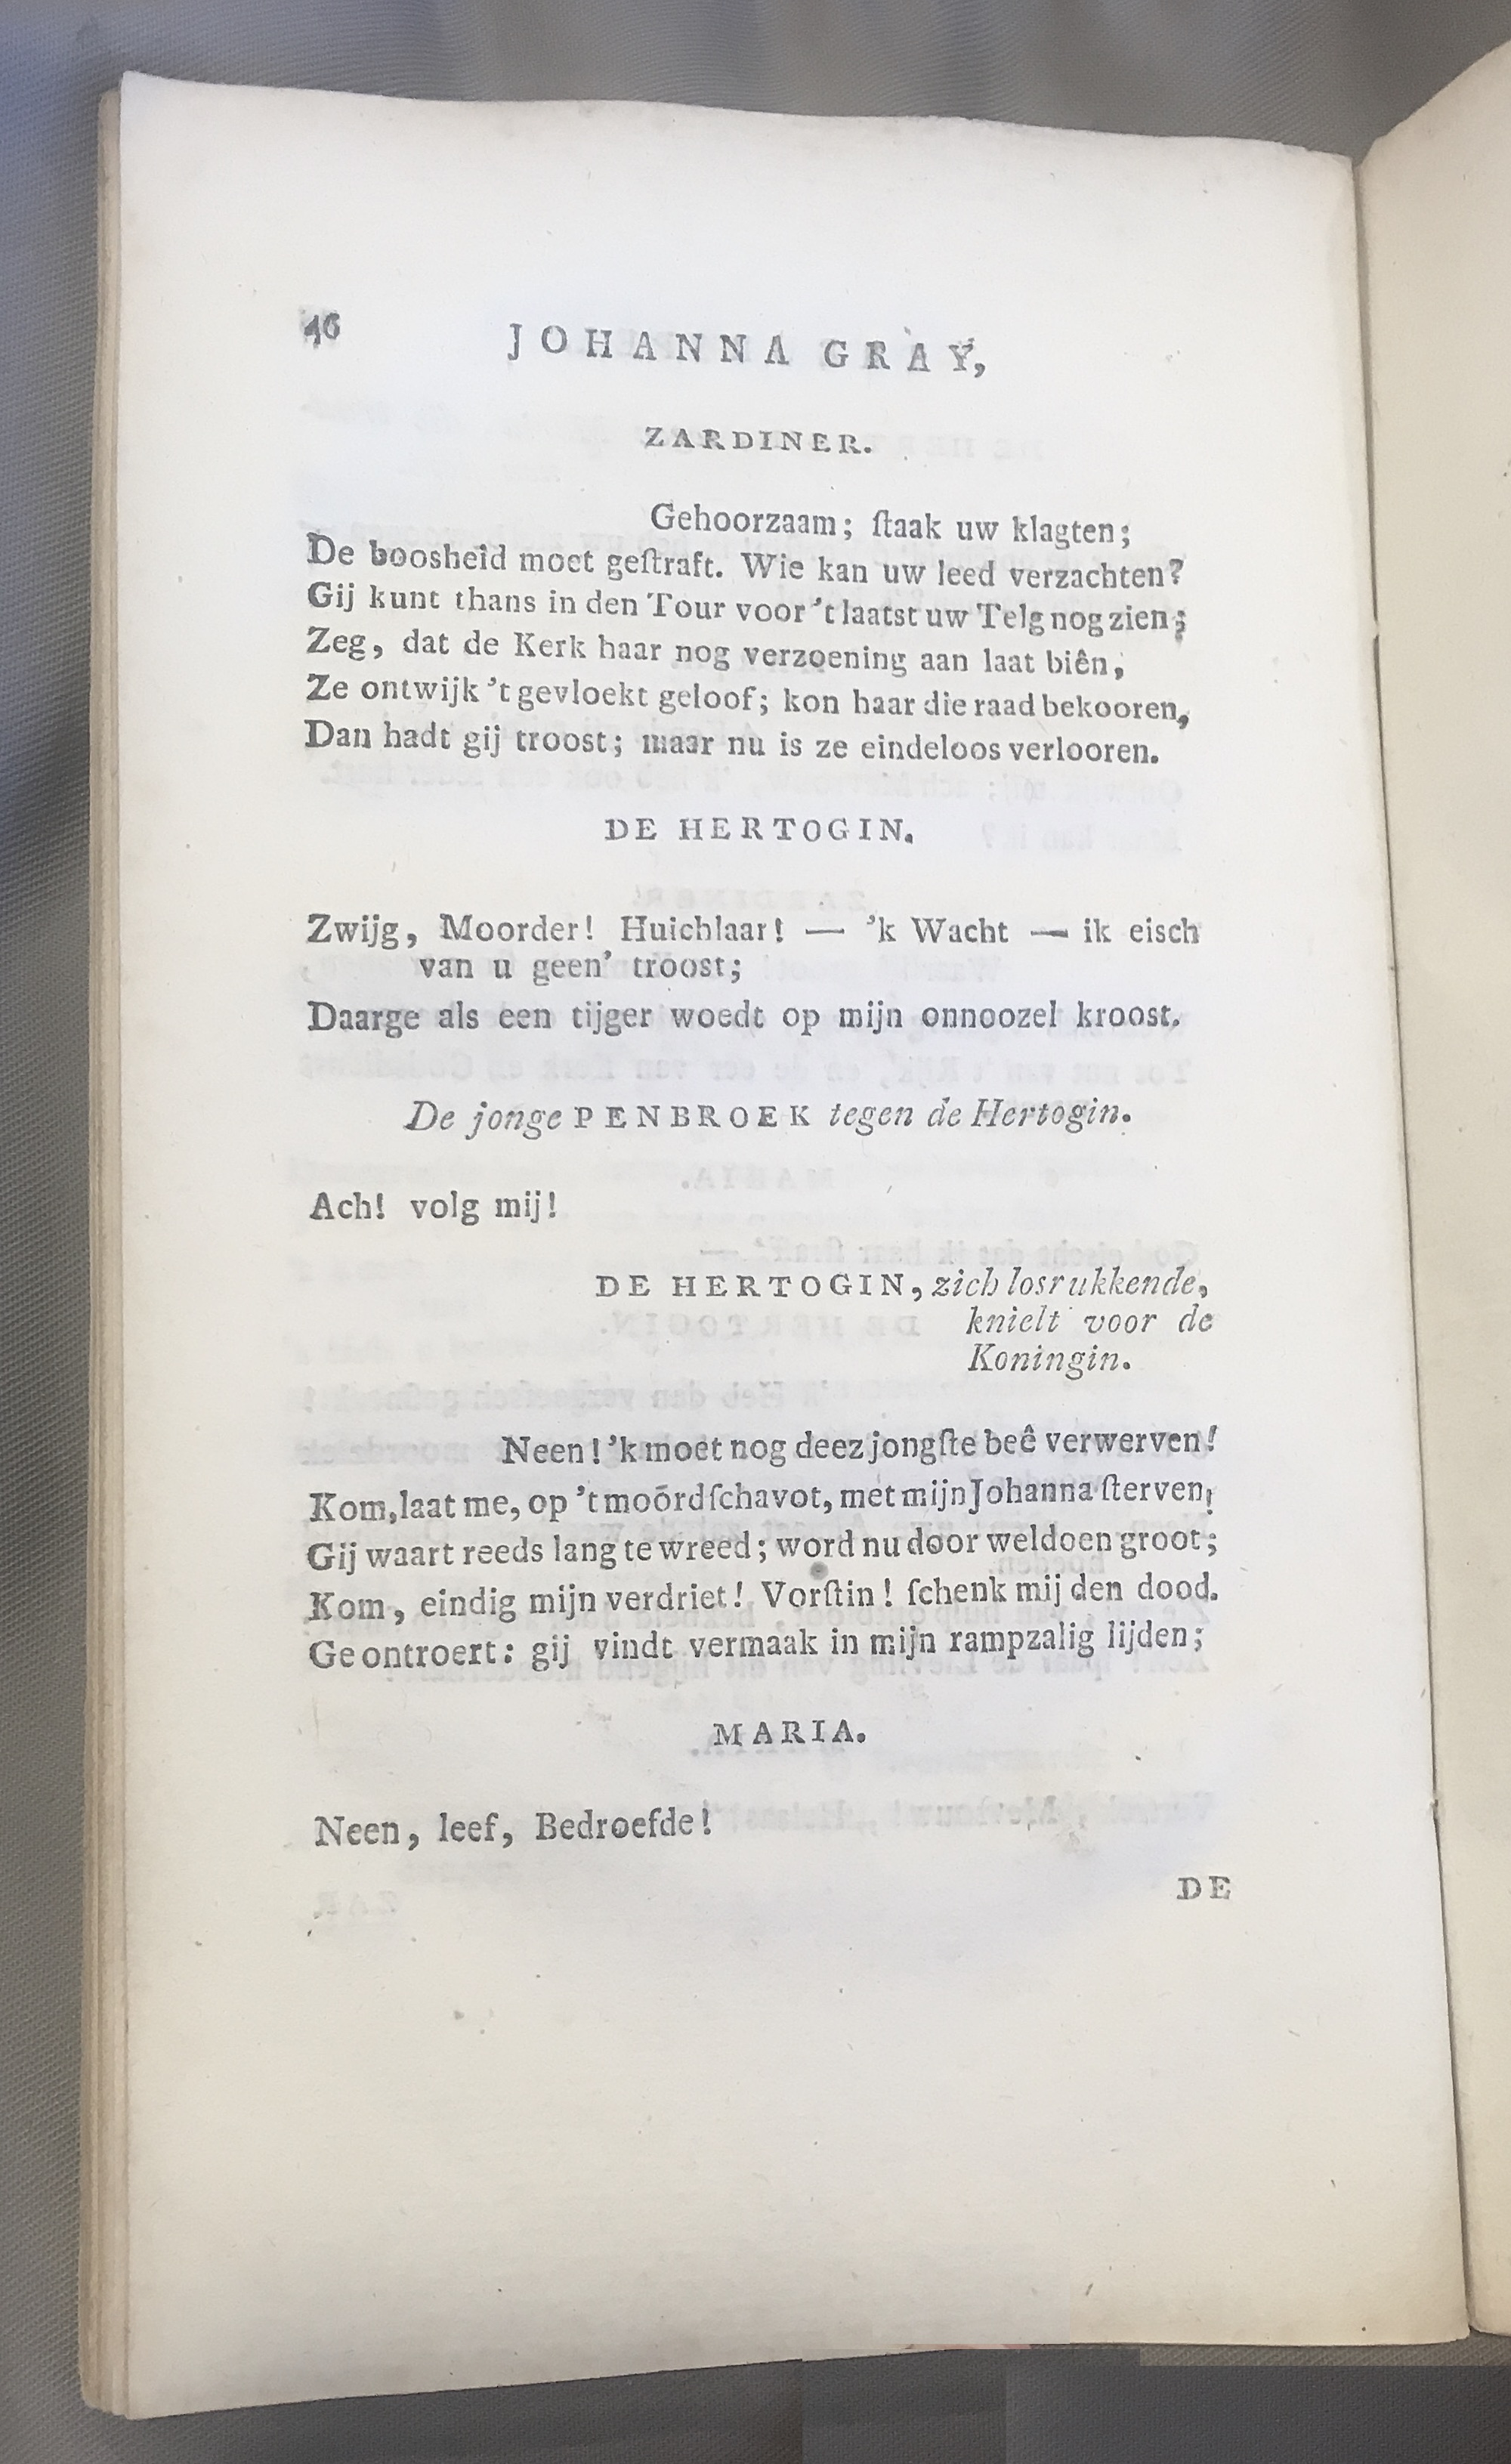 46
JOHANNA GRAY,
ZARDINER.
Gehoorzaam; ſtaak uw klagten;
De boosheid moet geſtraft. Wie kan uw leed verzachten?
Gij kunt thans in den Tour voor 't laatst uw Telg nog zien;
Zeg, dat de Kerk haar nog verzoening aan laat biên,
Ze ontwijk 't gevloekt geloof; kon haar die raad bekooren,
Dan hadt gij troost; maar nu is ze eindeloos verlooren.
DE HERTOGIN.
Zwijg, Moorder! Huichlaar! — 'k Wacht — ik eisch
van u geen' troost;
Daar ge als een tijger woedt op mijn onnoozel kroost.
De jonge PENBROEK tegen de Hertogin.
Ach! volg mij!
DE HERTOGIN, zich losrukkende,
knielt voor de
Koningin.
Neen! 'k moet nog deez jongſte beê verwerven!
Kom, laat me, op 't moórdſchavot, met mijn Johanna ſterven,
Gij waart reeds lang te wreed; word nu door weldoen groot;
Kom, eindig mijn verdriet! Vorſtin! ſchenk mij den dood.
Ge ontroert: gij vindt vermaak in mijn rampzalig lijden;
MARIA.
Neen, leef, Bedroefde!
DE